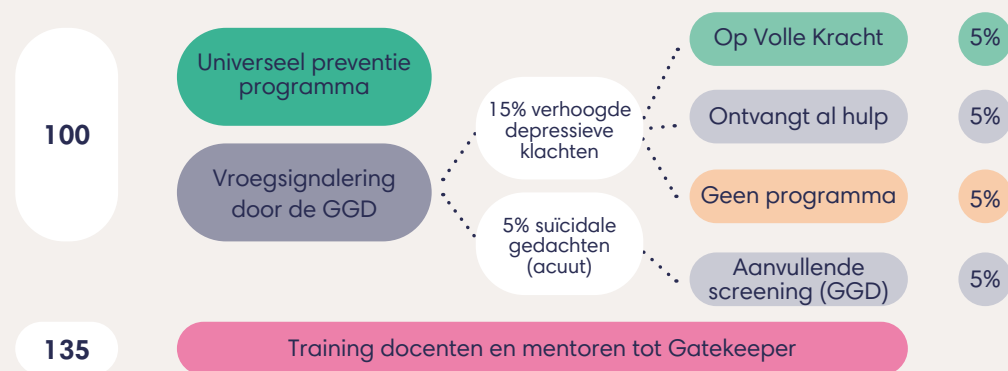 100
Universeel preventie
programma
Vroegsignalering
door de GGD
15% verhoogde
depressieve
klachten
5% suïcidale
gedachten
(acuut)
Op Volle Kracht
5%
Ontvangt al hulp
5%
Geen programma
5%
Aanvullende
screening (GGD)
5%
135
Training docenten en mentoren tot Gatekeeper